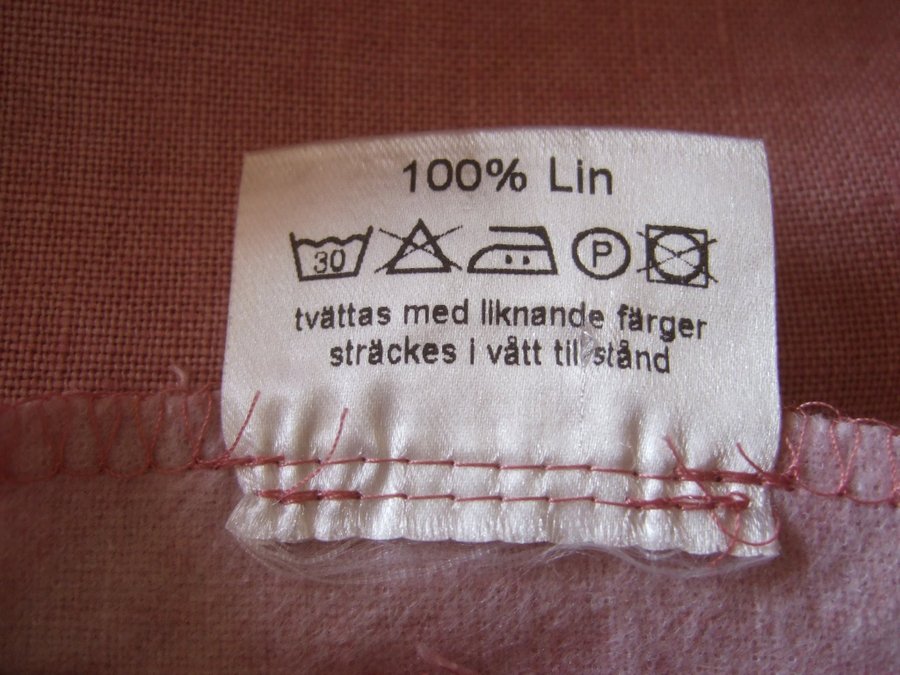 100% Lin
30 P
tvättas med liknande färger
sträckes i vått tillstånd